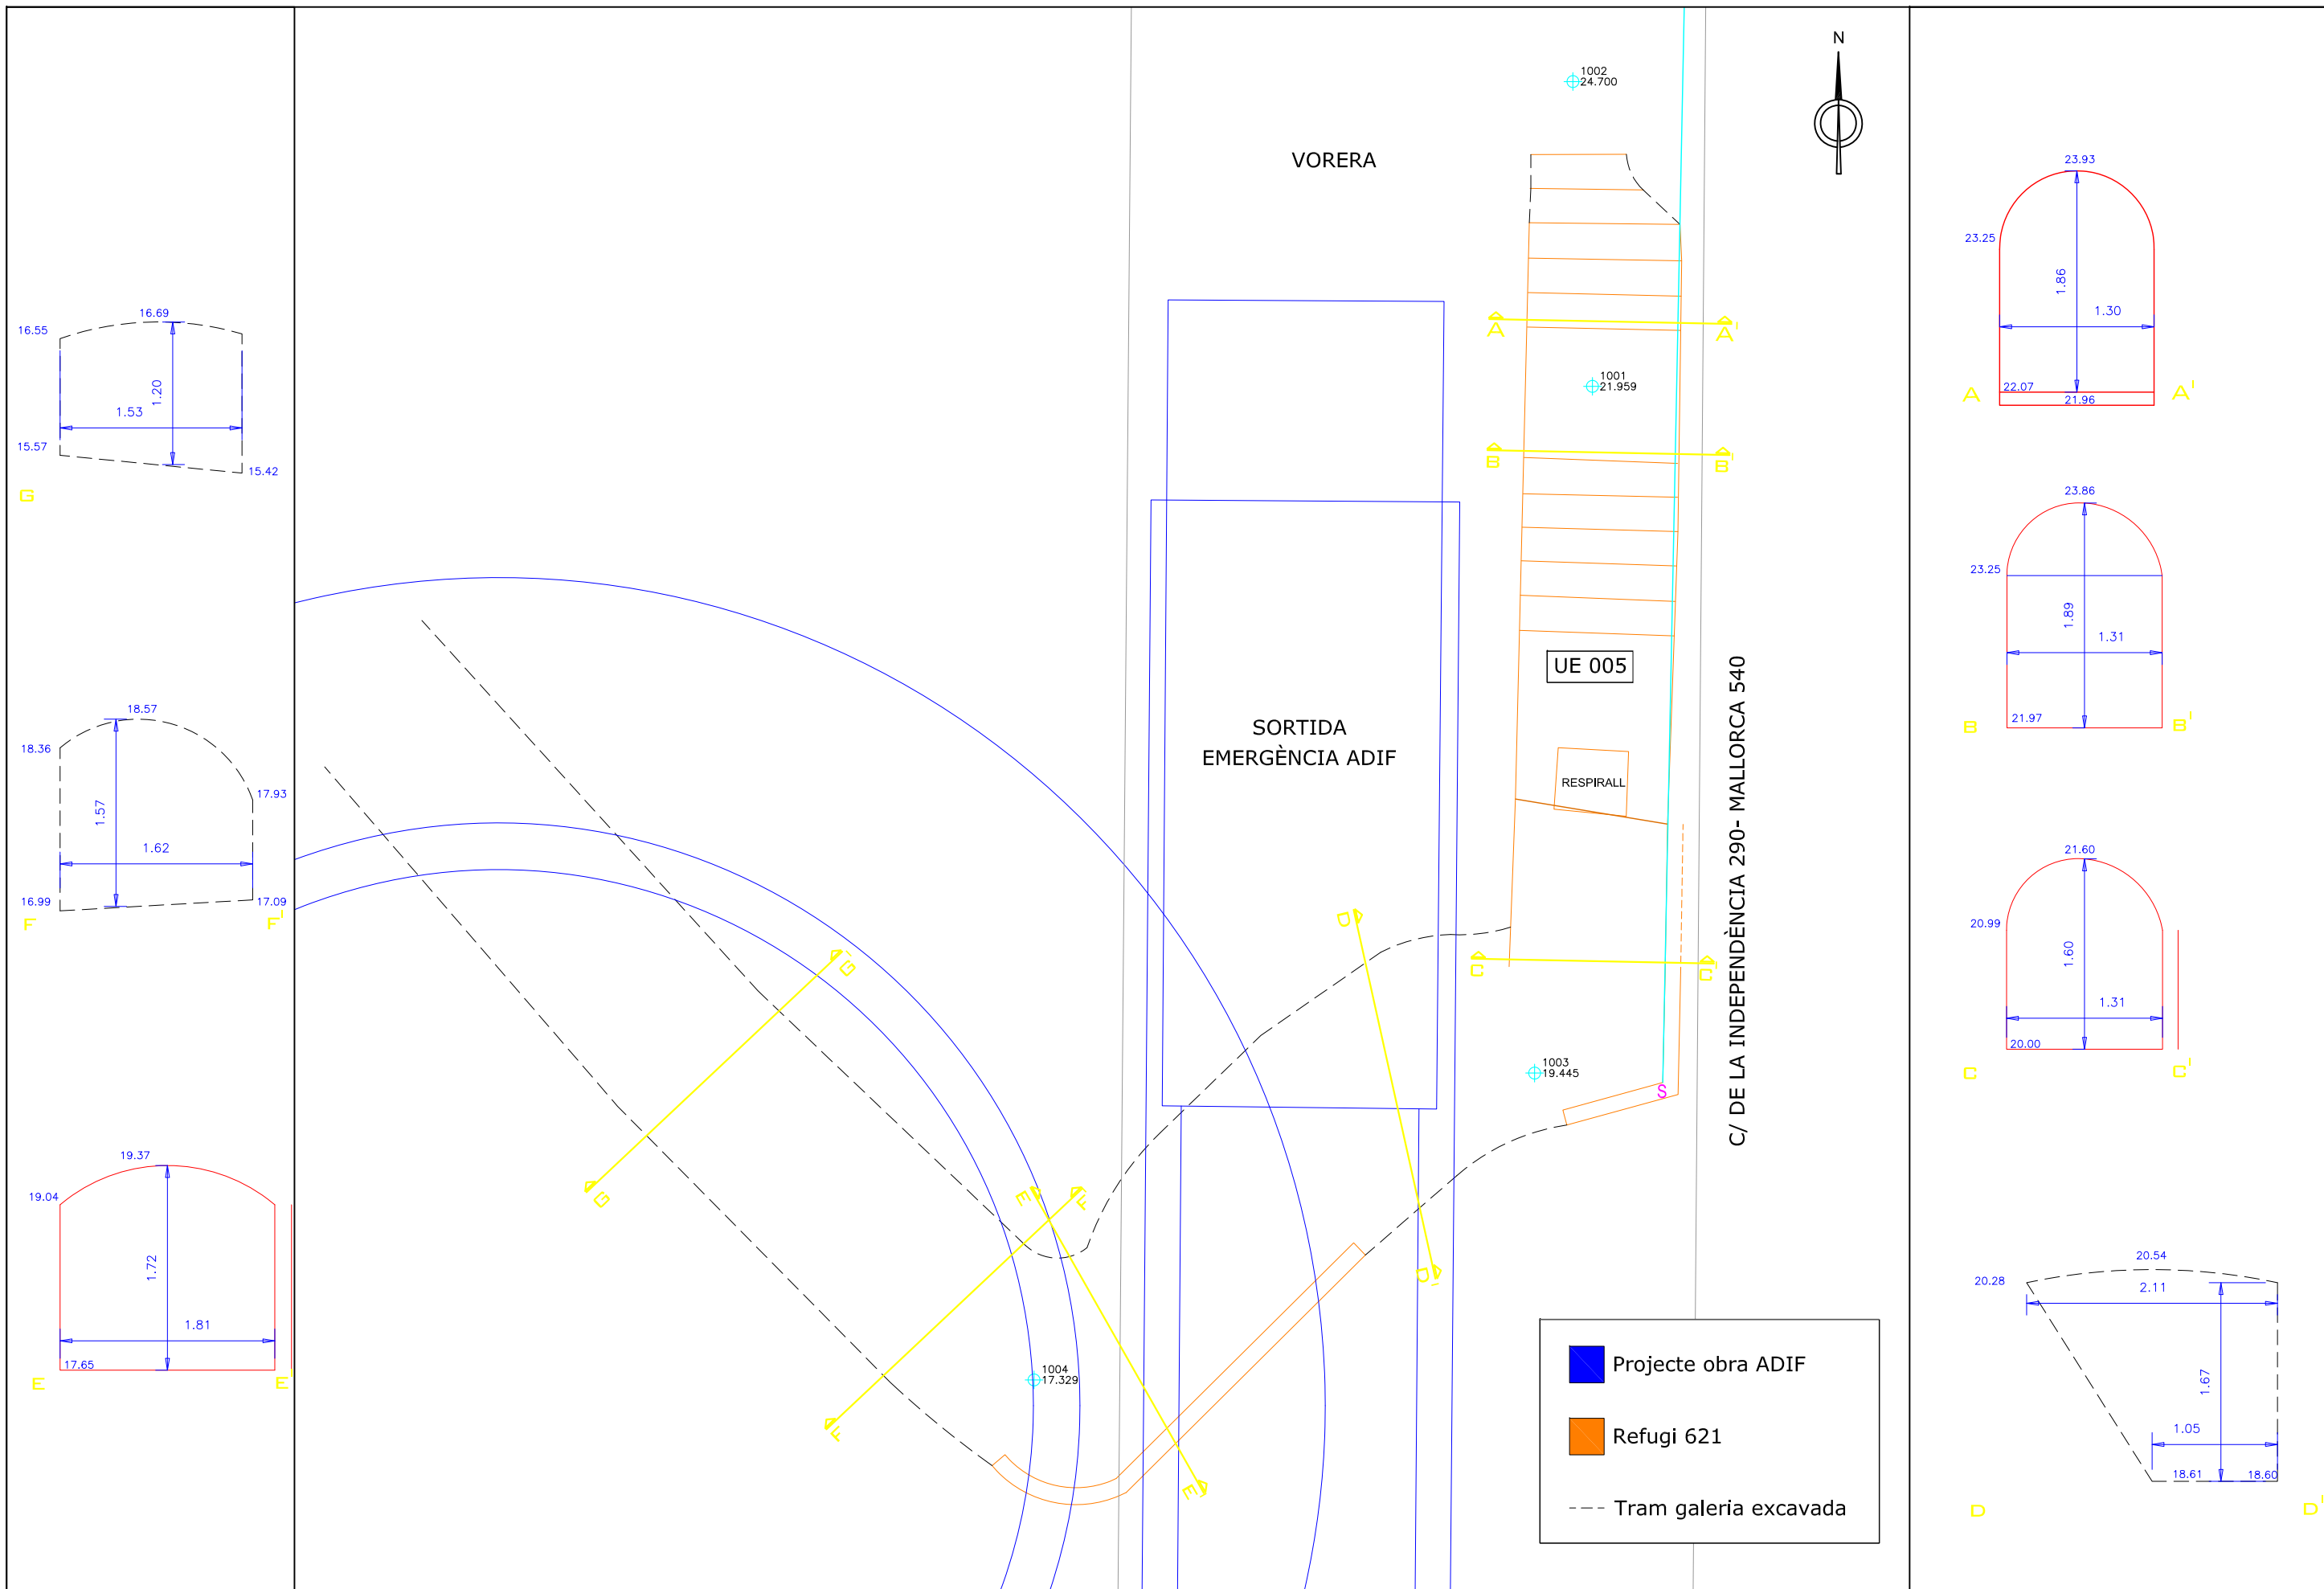 16.55
16.69
1.20
1.53
15.57
15.42
G
18.57
18.36
17.93
1.57
1.62
16.99
17.09
F
F'
19.37
19.04
1.72
1.81
17.65
E
E'
1002
24.700
N
VORERA
A
A'
1001
21.959
B
B'
UE 005
SORTIDA
EMERGÈNCIA ADIF
RESPIRALL
C/ DE LA INDEPENDÈNCIA 290- MALLORCA 540
D
C
C'
G'
1003
19.445
S
G
E
F'
D'
1004
17.329
F
E'
Projecte obra ADIF
Refugi 621
Tram galeria excavada
23.93
23.25
1.86
1.30
22.07
21.96
A
A'
23.86
23.25
1.89
1.31
21.97
B
B'
21.60
20.99
1.60
1.31
20.00
C
C'
20.54
20.28
2.11
1.67
1.05
18.61
18.60
D
D'